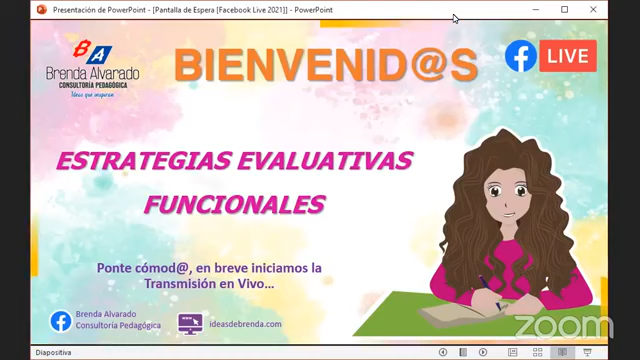 Presentación de PowerPoint - [Pantalla de Espera [Facebook Live 2021]] - PowerPoint
BA
Brenda Alvarado
CONSULTORÍA PEDAGÓGICA
Ideas que inspiran
BIENVENID@S
f LIVE
ESTRATEGIAS EVALUATIVAS
FUNCIONALES
Ponte cómod@, en breve iniciamos la
Transmisión en Vivo...
Brenda Alvarado
Consultoría Pedagógica
ideasdebrenda.com
zoom
Diapositiva